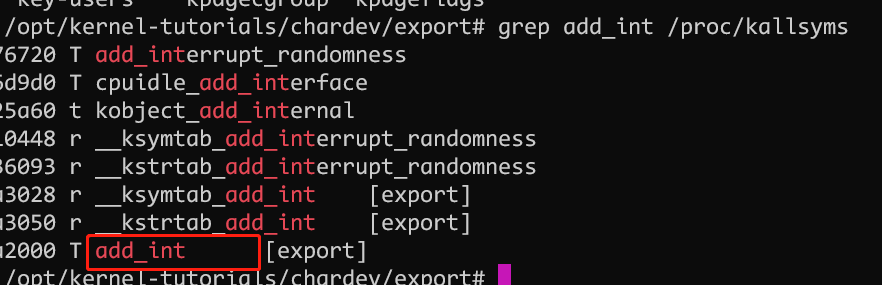 key-users kpagecgroup kpageflags
/opt/kernel-tutorials/chardev/export# grep add_int /proc/kallsyms
76720 T add_interrupt_randomness
6d9d0 T cpuidle_add_interface
25a60 t kobject_add_internal
10448 r __ksymtab_add_interrupt_randomness
36093 r __kstrtab_add_interrupt_randomness
a3028 r __ksymtab_add_int [export]
a3050 r __kstrtab_add_int [export]
a2000 T add_int [export]
/opt/kernel-tutorials/chardev/export#